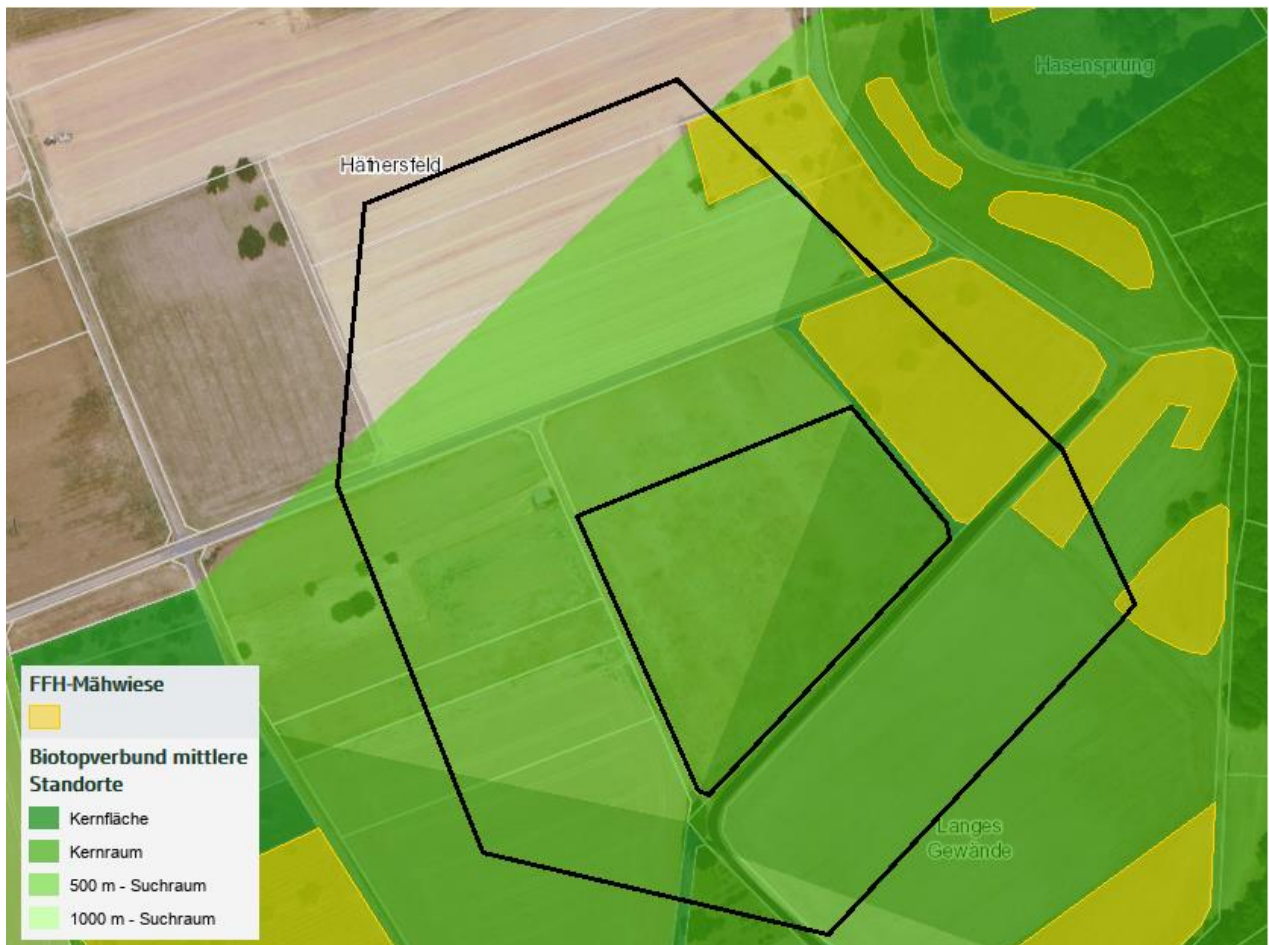 Hasensprung
Häfnersfeld
FFH-Mähwiese
Biotopverbund mittlere
Standorte
Kernfläche
Kernraum
500 m - Suchraum
1000 m - Suchraum
Langes
Gewände